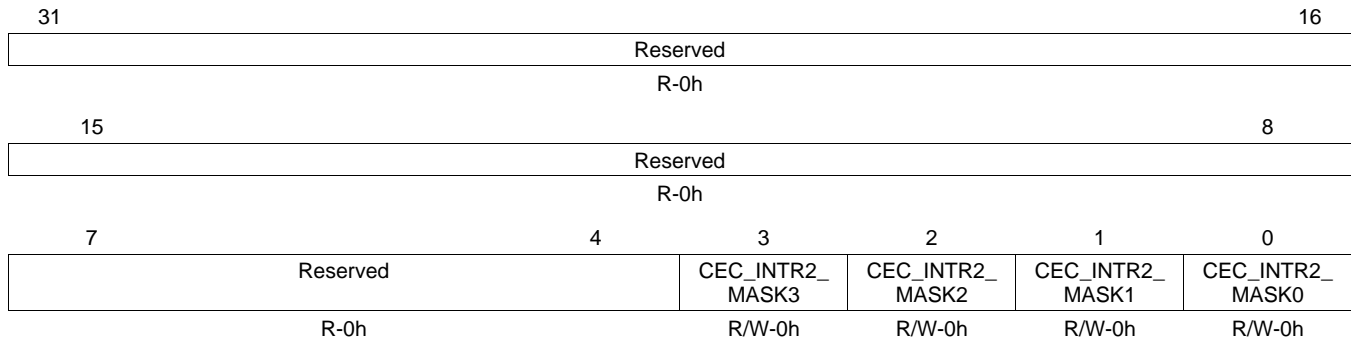 31 16
Reserved
R-0h
15 8
Reserved
R-0h
7 4 3 2 1 0
Reserved CEC_INTR2_ CEC_INTR2_ CEC_INTR2_ CEC_INTR2_
MASK3 MASK2 MASK1 MASK0
R-0h R/W-0h R/W-0h R/W-0h R/W-0h